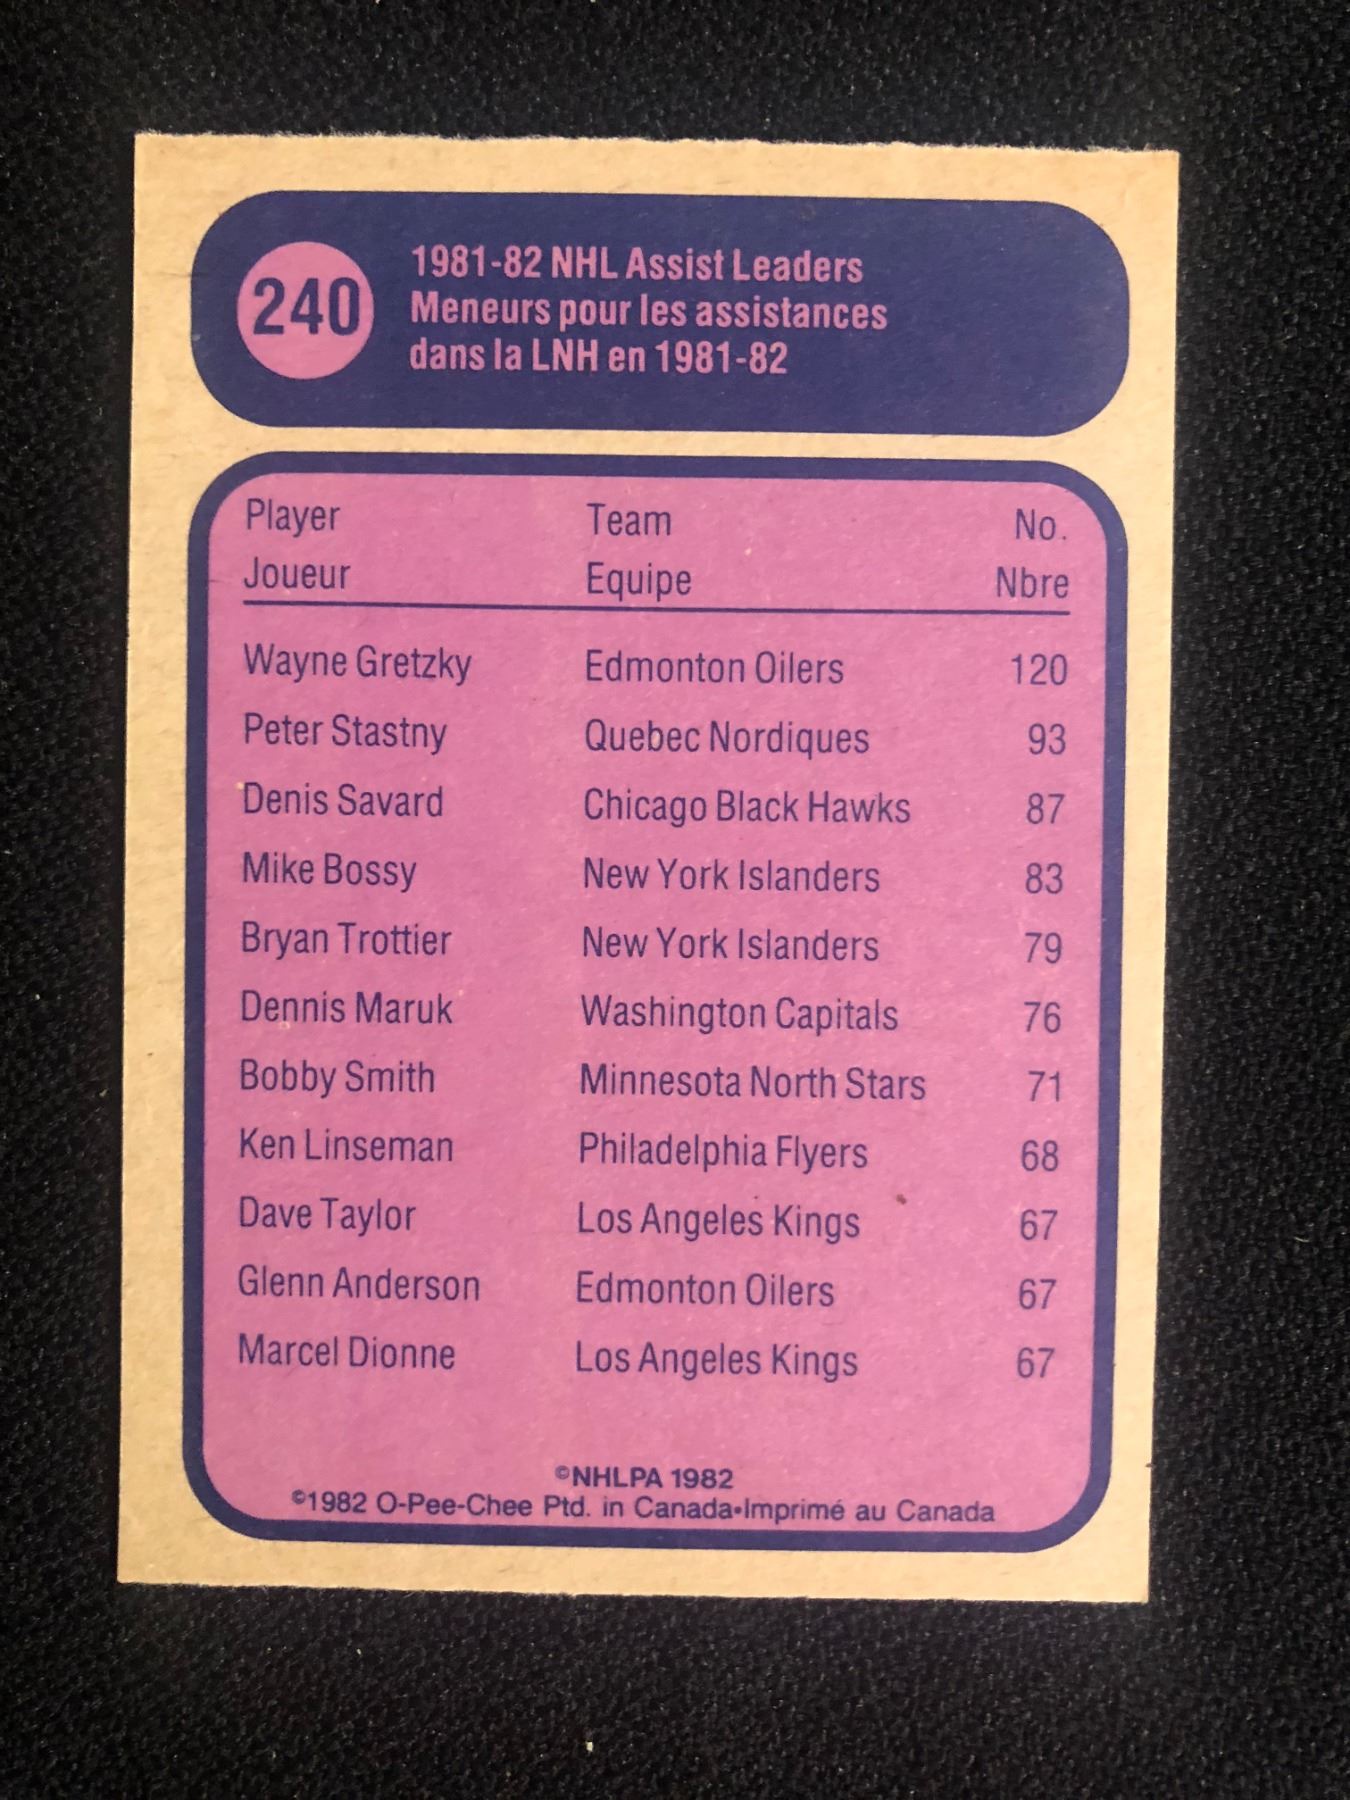 240
1981-82 NHL Assist Leaders
Meneurs pour les assistances
dans la LNH en 1981-82
Player Team No.
Joueur Equipe Nbre
Wayne Gretzky Edmonton Oilers 120
Peter Stastny Quebec Nordiques 93
Denis Savard Chicago Black Hawks 87
Mike Bossy New York Islanders 83
Bryan Trottier New York Islanders 79
Dennis Maruk Washington Capitals 76
Bobby Smith Minnesota North Stars 71
Ken Linseman Philadelphia Flyers 68
Dave Taylor Los Angeles Kings 67
Glenn Anderson Edmonton Oilers 67
Marcel Dionne Los Angeles Kings 67
©NHLPA 1982
©1982 O-Pee-Chee Ptd. in Canada•Imprimé au Canada